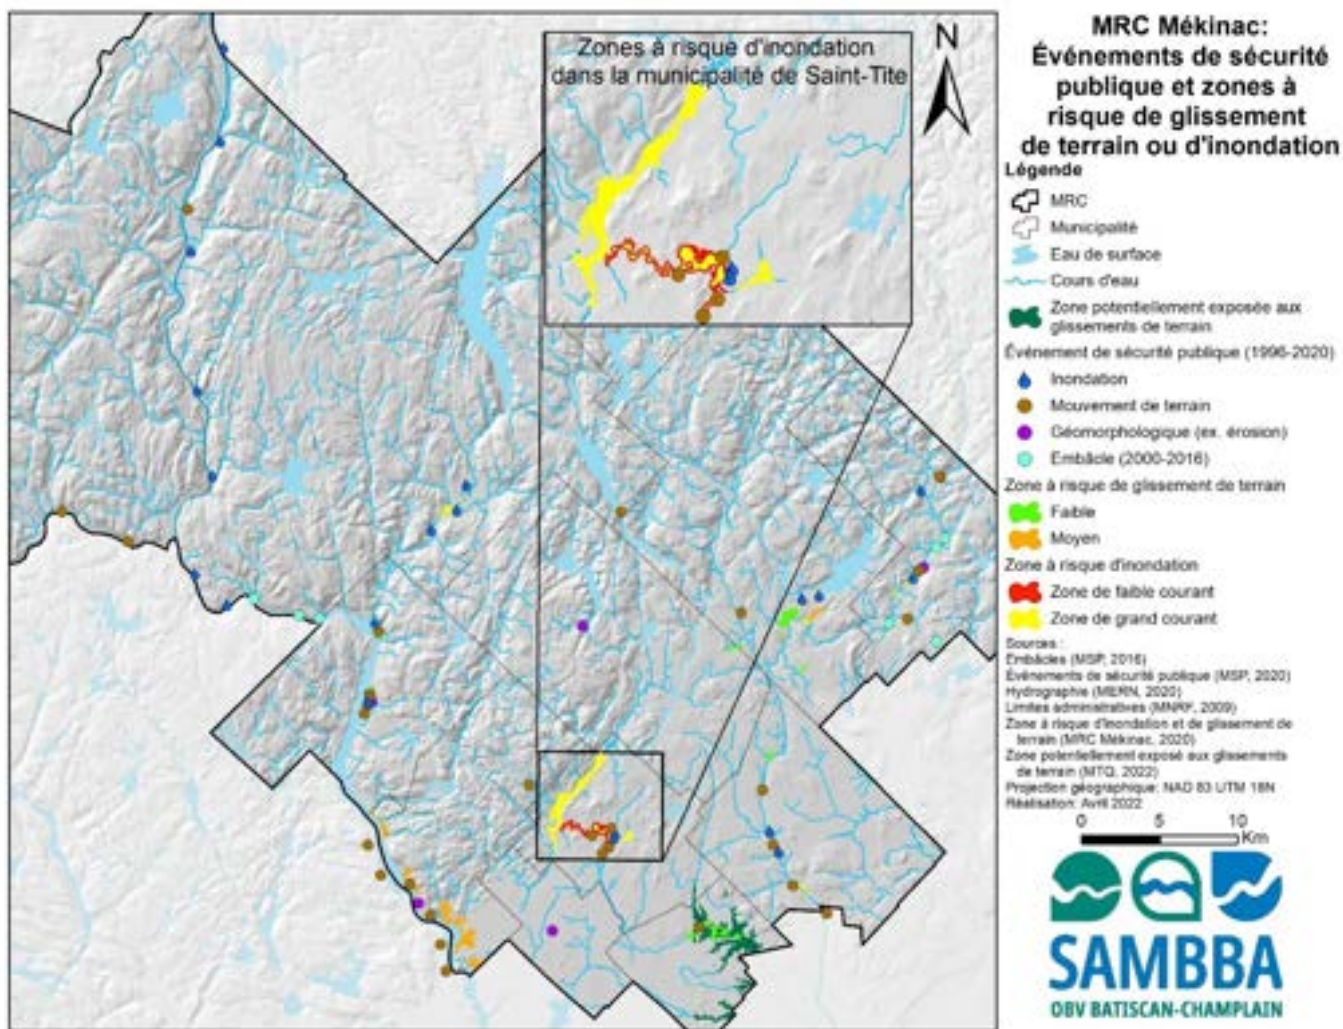 Zones à risque d'inondation
dans la municipalité de Saint-Tite
N
MRC Mékinac:
Événements de sécurité
publique et zones à
risque de glissement
de terrain ou d'inondation
Légende
MRC
Municipalité
Eau de surface
Cours d'eau
Zone potentiellement exposée aux
glissements de terrain
Événement de sécurité publique (1996-2020)
Inondation
Mouvement de terrain
Géomorphologique (ex. érosion)
Embâcle (2000-2016)
Zone à risque de glissement de terrain
Faible
Moyen
Zone à risque d'inondation
Zone de faible courant
Zone de grand courant
Sources :
Embâcles (MSP, 2016)
Événements de sécurité publique (MSP, 2020)
Hydrographie (MERN, 2020)
Limites administratives (MNRF, 2009)
Zone à risque d'inondation et de glissement de
terrain (MRC Mékinac, 2020)
Zone potentiellement exposé aux glissements
de terrain (MTQ, 2022)
Projection géographique: NAD 83 UTM 18N
Réalisation: Avril 2022
0 5 10
Km
SAMBBA
OBV BATISCAN-CHAMPLAIN